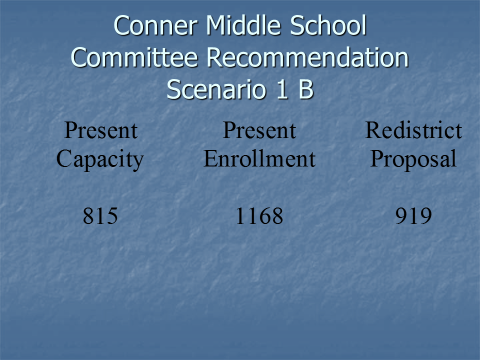 Conner Middle School
Committee Recommendation
Scenario 1 B
Present Present Redistrict
Capacity Enrollment Proposal
815 1168 919